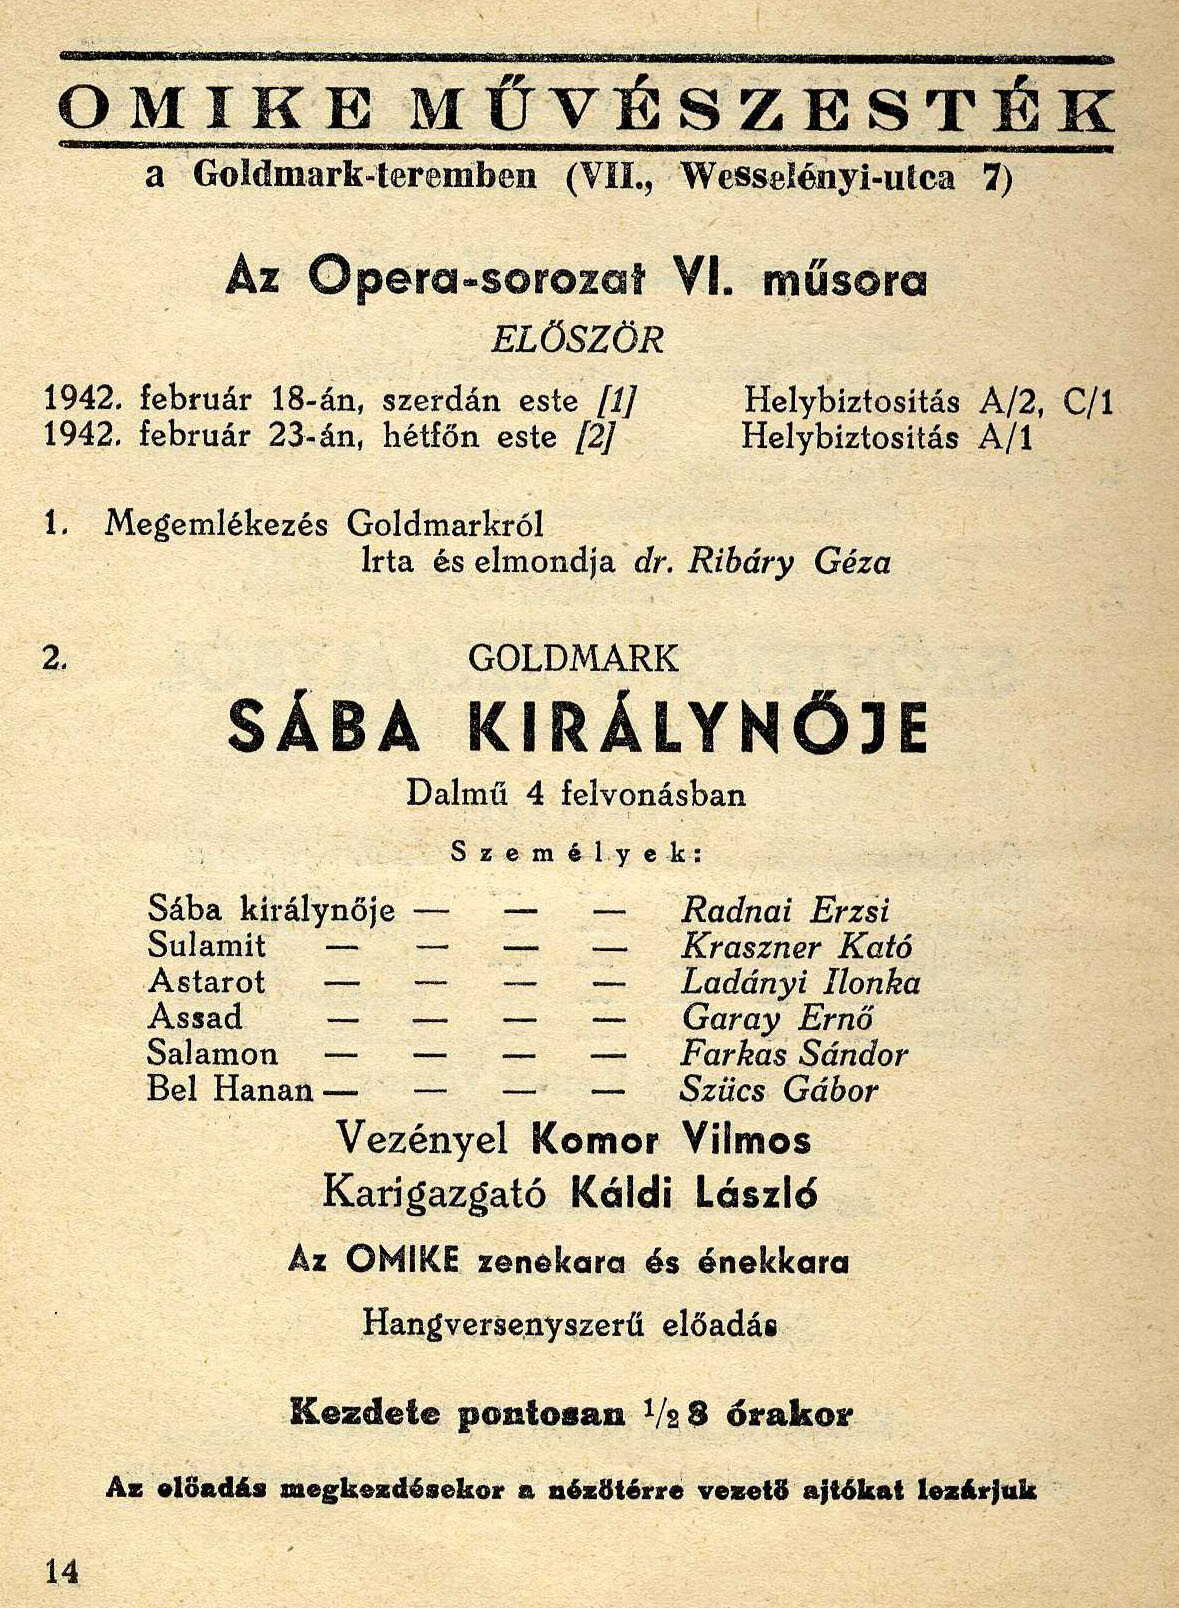 OMIKE MŰVÉSZESTÉK
a Goldmark-teremben (VII., Wesselényi-utca 7)
Az Opera-sorozat VI. műsora
ELŐSZÖR
1942. február 18-án, szerdán este [1] Helybiztosítás A/2, C/1
1942. február 23-án, hétfőn este [2] Helybiztosítás A/1
1. Megemlékezés Goldmarkról
Irta és elmondja dr. Ribáry Géza
2. GOLDMARK
SÁBA KIRÁLYNŐJE
Dalmű 4 felvonásban
Személyek:
Sába királynője — — — Radnai Erzsi
Sulamit — — — — Kraszner Kató
Astarot — — — — Ladányi Ilonka
Assad — — — — Garay Ernő
Salamon — — — — Farkas Sándor
Bel Hanan — — — — Szücs Gábor
Vezényel Komor Vilmos
Karigazgató Káldi László
Az OMIKE zenekara és énekkara
Hangversenyszerű előadás
Kezdete pontosan 1/2 8 órakor
Az előadás megkezdésekor a nézőtérre vezető ajtókat lezárjuk
14